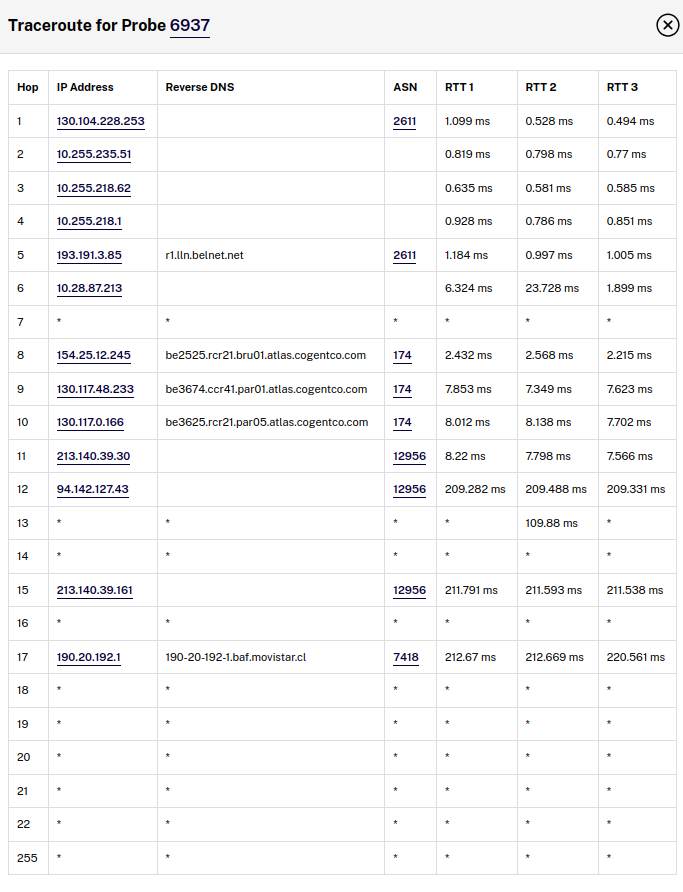 Traceroute for Probe 6937
Hop IP Address Reverse DNS ASN RTT 1 RTT 2 RTT 3
1 130.104.228.253 2611 1.099 ms 0.528 ms 0.494 ms
2 10.255.235.51 0.819 ms 0.798 ms 0.77 ms
3 10.255.218.62 0.635 ms 0.581 ms 0.585 ms
4 10.255.218.1 0.928 ms 0.786 ms 0.851 ms
5 193.191.3.85 r1.lln.belnet.net 2611 1.184 ms 0.997 ms 1.005 ms
6 10.28.87.213 6.324 ms 23.728 ms 1.899 ms
7 * * * * * *
8 154.25.12.245 be2525.rcr21.bru01.atlas.cogentco.com 174 2.432 ms 2.568 ms 2.215 ms
9 130.117.48.233 be3674.ccr41.par01.atlas.cogentco.com 174 7.853 ms 7.349 ms 7.623 ms
10 130.117.0.166 be3625.rcr21.par05.atlas.cogentco.com 174 8.012 ms 8.138 ms 7.702 ms
11 213.140.39.30 12956 8.22 ms 7.798 ms 7.566 ms
12 94.142.127.43 12956 209.282 ms 209.488 ms 209.331 ms
13 * * * * 109.88 ms *
14 * * * * * *
15 213.140.39.161 12956 211.791 ms 211.593 ms 211.538 ms
16 * * * * * *
17 190.20.192.1 190-20-192-1.baf.movistar.cl 7418 212.67 ms 212.669 ms 220.561 ms
18 * * * * * *
19 * * * * * *
20 * * * * * *
21 * * * * * *
22 * * * * * *
255 * * * * * *